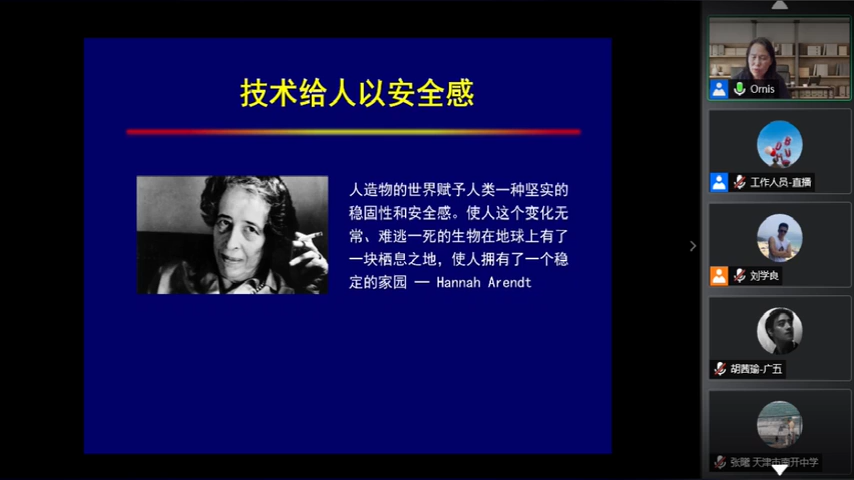 技术给人以安全感
人造物的世界赋予人类一种坚实的
稳固性和安全感。使人这个变化无
常、难逃一死的生物在地球上有了
一块栖息之地，使人拥有了一个稳
定的家园 — Hannah Arendt
Ornis
工作人员-直播
刘学良
胡茜瑜-广五
张曦 天津市南开中学